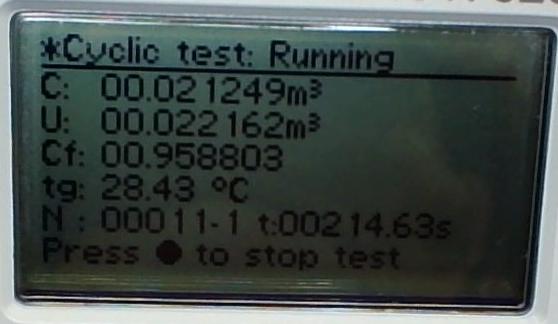 *Cyclic test: Running
C: 00.021249m³
U: 00.022162m³
Cf: 00.958803
tg: 28.43 °C
N : 00011-1 t:00214.63s
Press ● to stop test